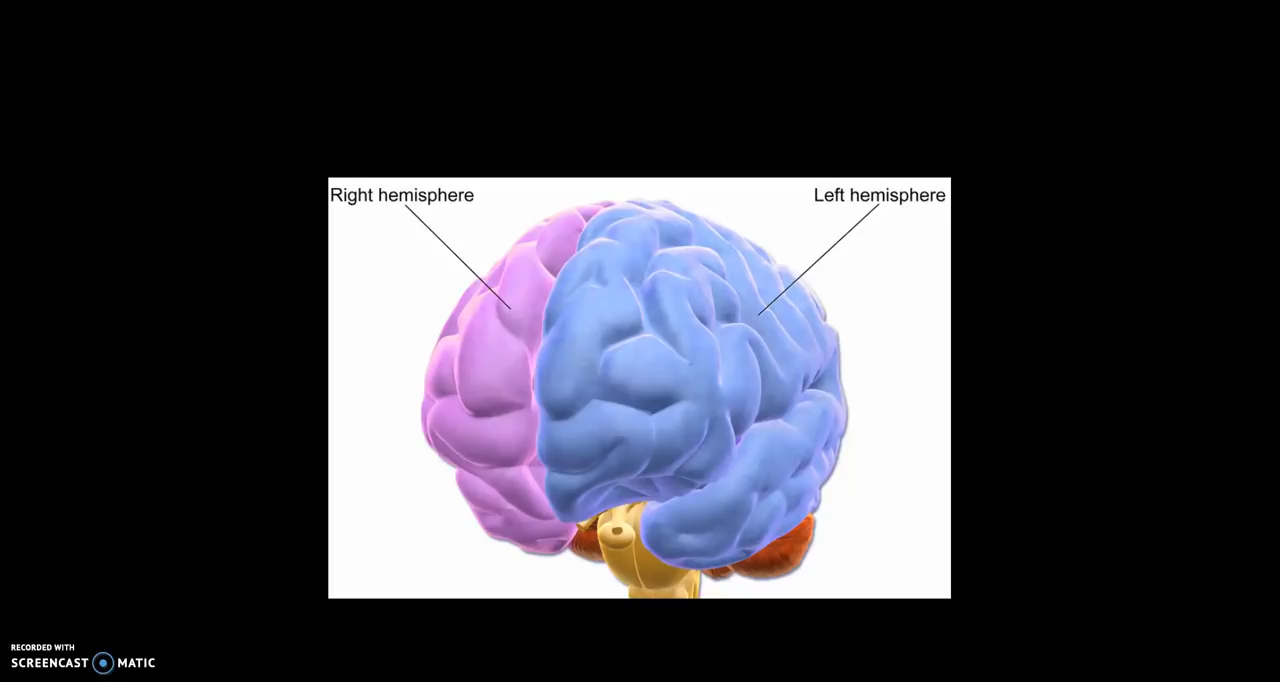 Right hemisphere
Left hemisphere
RECORDED WITH
SCREENCAST MATIC